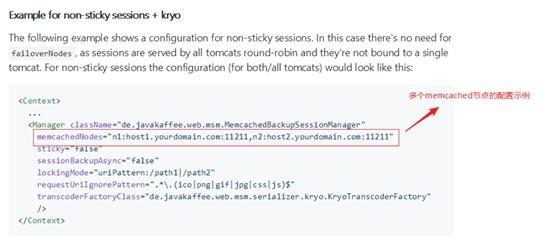 Example for non-sticky sessions + kryo
The following example shows a configuration for non-sticky sessions. In this case there's no need for
failoverNodes , as sessions are served by all tomcats round-robin and they're not bound to a single
tomcat. For non-sticky sessions the configuration (for both/all tomcats) would look like this:
多个memcached节点的配置示例
<Context>
...
<Manager className="de.javakaffee.web.msm.MemcachedBackupSessionManager"
memcachedNodes="n1:host1.yourdomain.com:11211,n2:host2.yourdomain.com:11211"
sticky="false"
sessionBackupAsync="false"
lockingMode="uriPattern:/path1|/path2"
requestUriIgnorePattern=".*\.(ico|png|gif|jpg|css|js)$"
transcoderFactoryClass="de.javakaffee.web.msm.serializer.kryo.KryoTranscoderFactory"
/>
</Context>